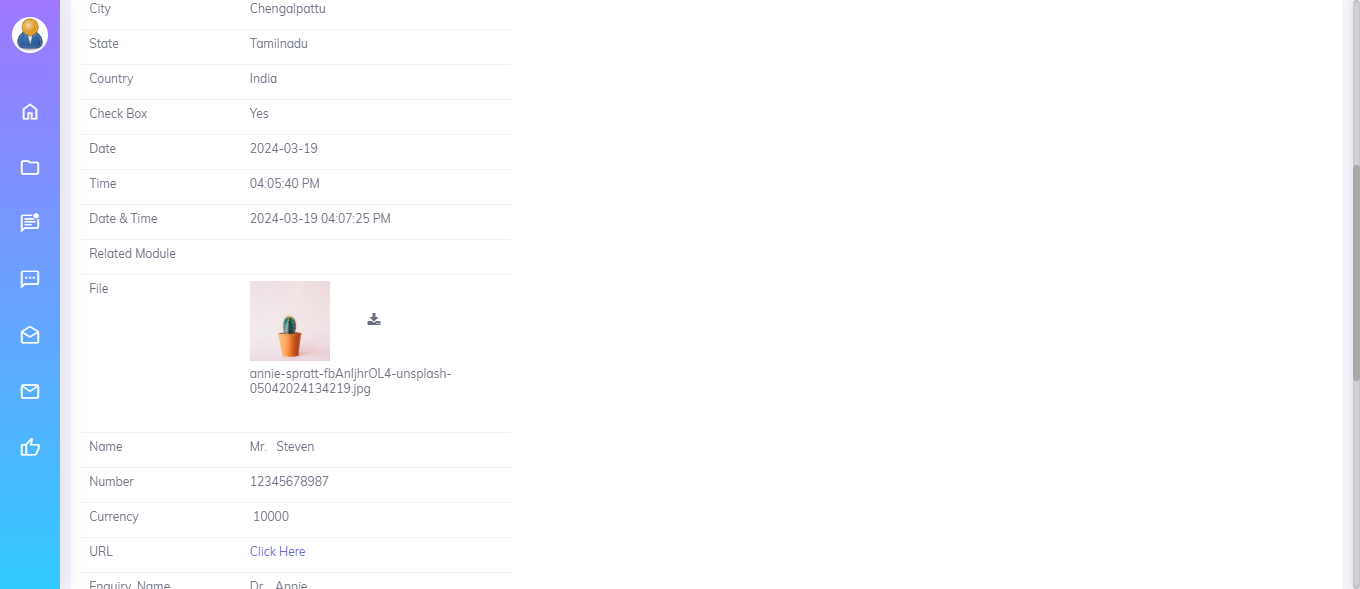 City Chengalpattu
State Tamilnadu
Country India
Check Box Yes
Date 2024-03-19
Time 04:05:40 PM
Date & Time 2024-03-19 04:07:25 PM
Related Module
File
annie-spratt-fbAnIjhrOL4-unsplash-
05042024134219.jpg
Name Mr. Steven
Number 12345678987
Currency 10000
URL Click Here
Enquiry Name Dr. Annie